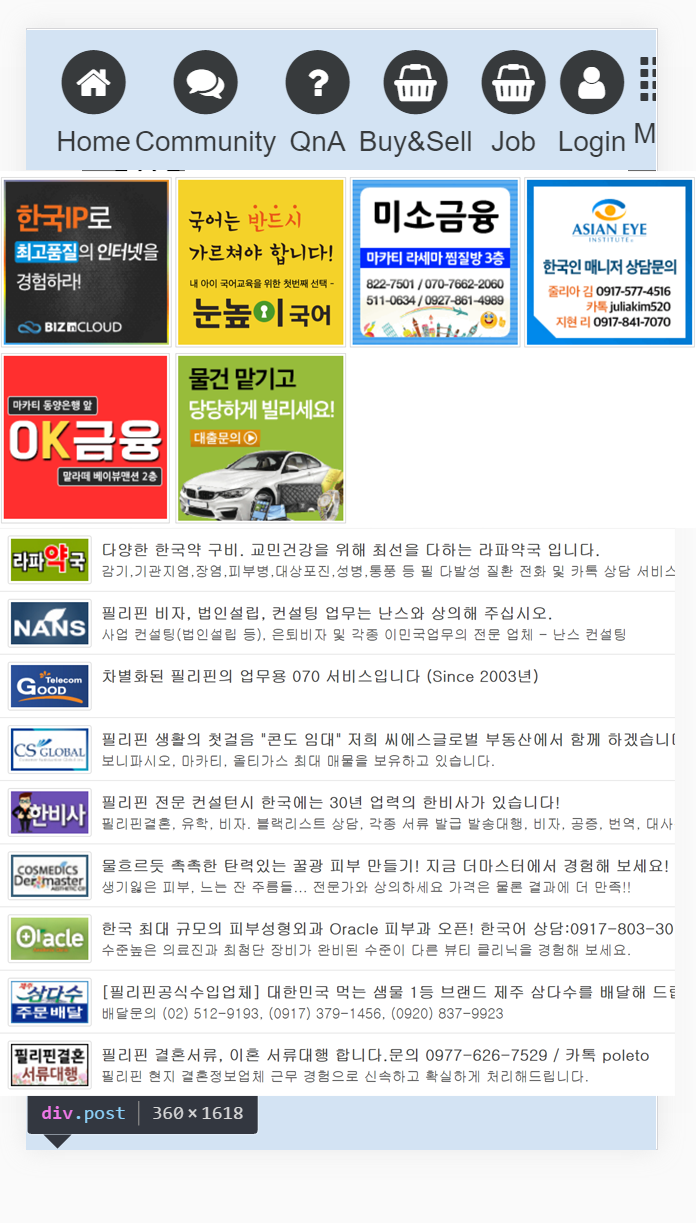 Home Community QnA Buy&Sell Job Login M
한국IP로
최고품질의 인터넷을
경험하라!
BIZ in CLOUD
국어는 반드시
가르쳐야 합니다!
내 아이 국어교육을 위한 첫번째 선택 -
눈높이 국어
미소금융
마카티 라세마 찜질방 3층
822-7501 / 070-7662-2060
511-0634 / 0927-861-4989
ASIAN EYE
INSTITUTE
한국인 매니저 상담문의
줄리아 김 0917-577-4516
카톡 juliakim520
지현 리 0917-841-7070
마카티 동양은행 앞
OK금융
말라떼 베이뷰맨션 2층
물건 맡기고
당당하게 빌리세요!
대출문의
라파약국
다양한 한국약 구비. 교민건강을 위해 최선을 다하는 라파약국 입니다.
감기,기관지염,장염,피부병,대상포진,성병,통풍 등 필 다발성 질환 전화 및 카톡 상담 서비스
NANS
필리핀 비자, 법인설립, 컨설팅 업무는 난스와 상의해 주십시오.
사업 컨설팅(법인설립 등), 은퇴비자 및 각종 이민국업무의 전문 업체 - 난스 컨설팅
Good Telecom
차별화된 필리핀의 업무용 070 서비스입니다 (Since 2003년)
CS GLOBAL
필리핀 생활의 첫걸음 "콘도 임대" 저희 씨에스글로벌 부동산에서 함께 하겠습니다
보니파시오, 마카티, 올티가스 최대 매물을 보유하고 있습니다.
한비사
필리핀 전문 컨설턴시 한국에는 30년 업력의 한비사가 있습니다!
필리핀결혼, 유학, 비자. 블랙리스트 상담, 각종 서류 발급 발송대행, 비자, 공증, 번역, 대사
COSMEDICS
Dermaster
물흐르듯 촉촉한 탄력있는 꿀광 피부 만들기! 지금 더마스터에서 경험해 보세요!
생기잃은 피부, 느는 잔 주름들... 전문가와 상의하세요 가격은 물론 결과에 더 만족!!
Oracle
한국 최대 규모의 피부성형외과 Oracle 피부과 오픈! 한국어 상담:0917-803-30
수준높은 의료진과 최첨단 장비가 완비된 수준이 다른 뷰티 클리닉을 경험해 보세요.
제주 삼다수
주문배달
[필리핀공식수입업체] 대한민국 먹는 샘물 1등 브랜드 제주 삼다수를 배달해 드립
배달문의 (02) 512-9193, (0917) 379-1456, (0920) 837-9923
필리핀결혼
서류대행
필리핀 결혼서류, 이혼 서류대행 합니다.문의 0977-626-7529 / 카톡 poleto
필리핀 현지 결혼정보업체 근무 경험으로 신속하고 확실하게 처리해드립니다.
div.post 360×1618